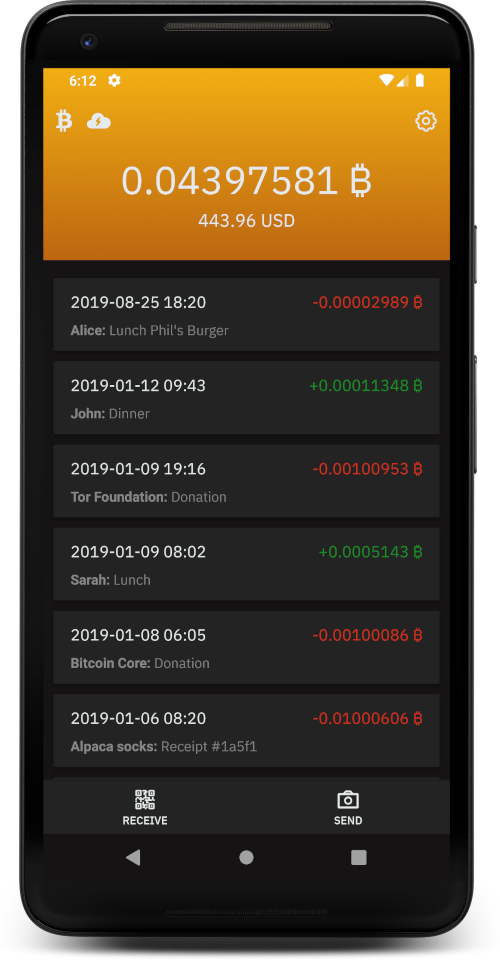 6:12
0.04397581 ₿
443.96 USD
2019-08-25 18:20 -0.00002989 ₿
Alice: Lunch Phil's Burger
2019-01-12 09:43 +0.00011348 ₿
John: Dinner
2019-01-09 19:16 -0.00100953 ₿
Tor Foundation: Donation
2019-01-09 08:02 +0.0005143 ₿
Sarah: Lunch
2019-01-08 06:05 -0.00100086 ₿
Bitcoin Core: Donation
2019-01-06 08:20 -0.01000606 ₿
Alpaca socks: Receipt #1a5f1
RECEIVE SEND